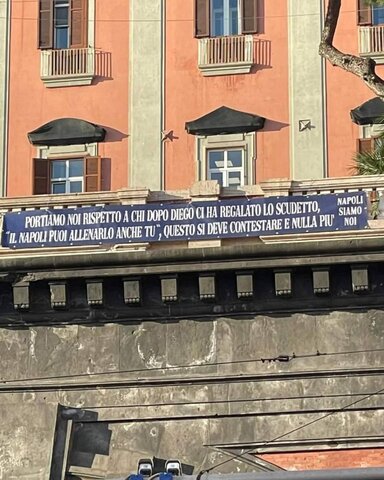 PORTIAMO NOI RISPETTO A CHI DOPO DIEGO CI HA REGALATO LO SCUDETTO,
"IL NAPOLI PUOI ALLENARLO ANCHE TU", QUESTO SI DEVE CONTESTARE E NULLA PIU'
NAPOLI
SIAMO
NOI